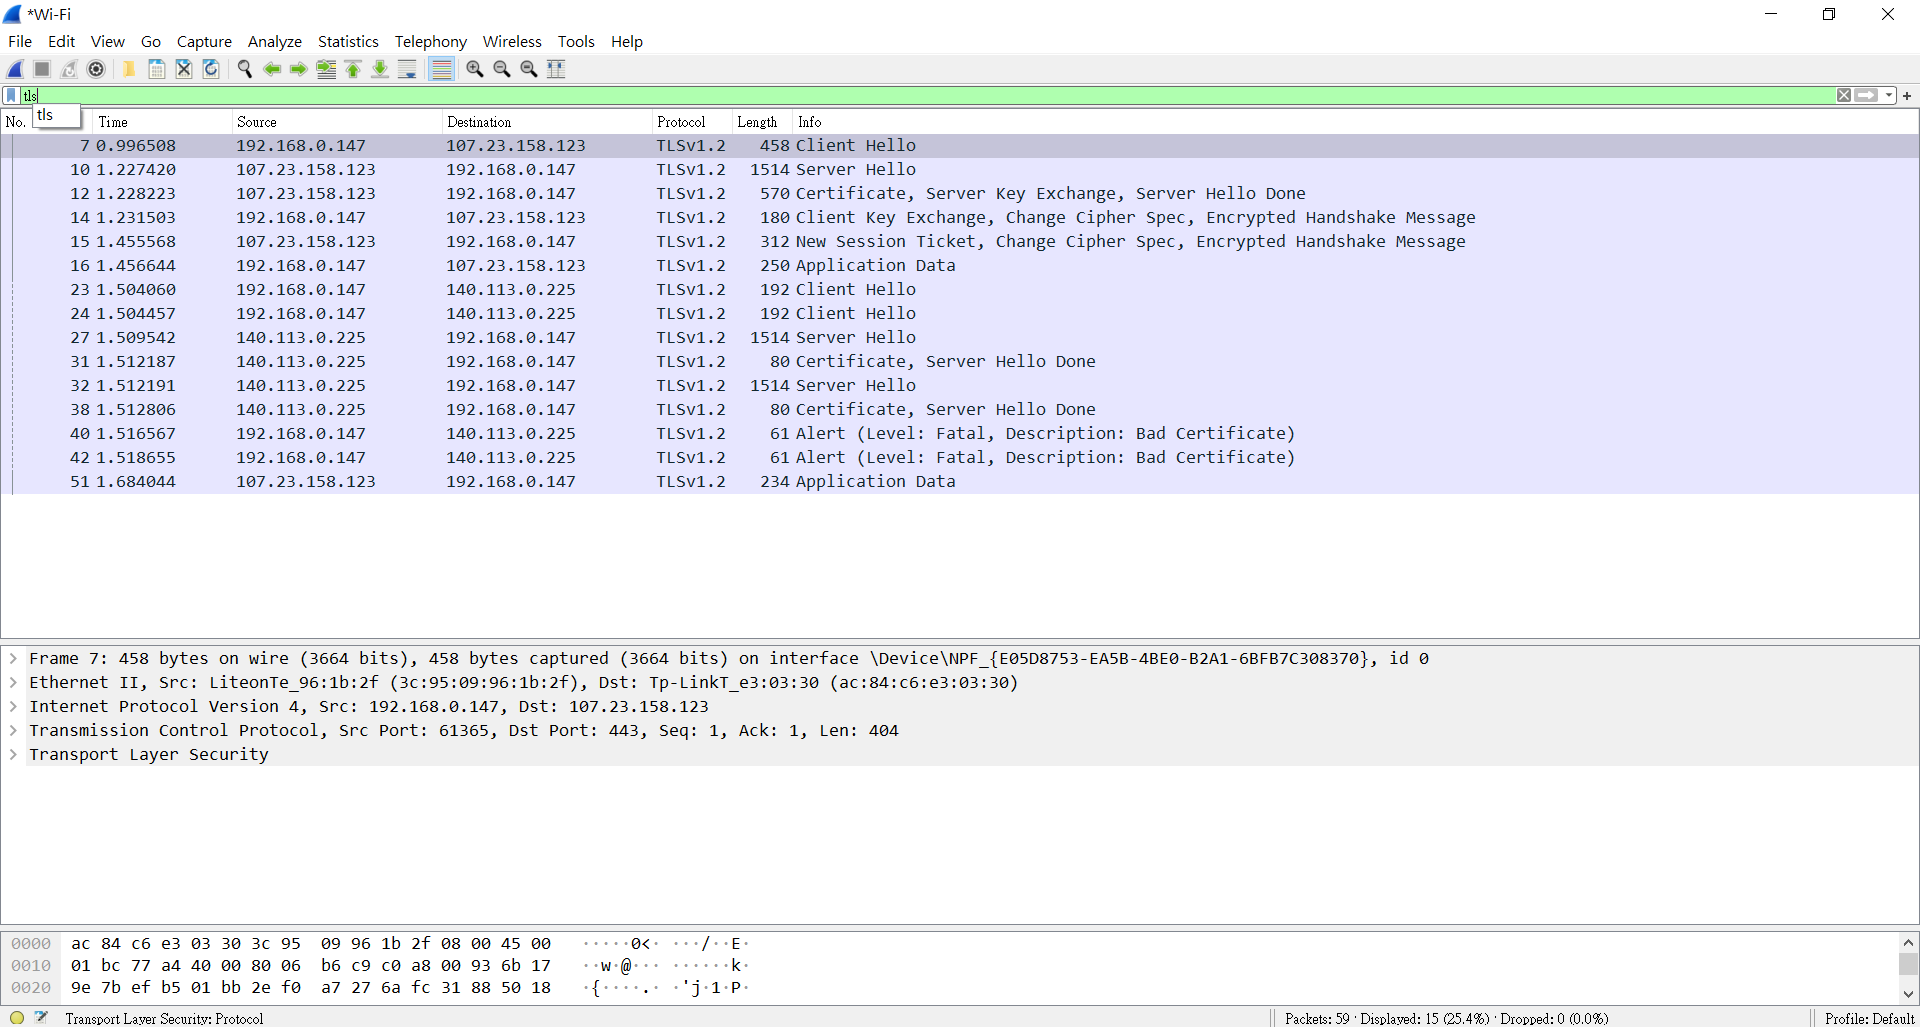 *Wi-Fi
File Edit View Go Capture Analyze Statistics Telephony Wireless Tools Help
tls
tls
No. Time Source Destination Protocol Length Info
7 0.996508 192.168.0.147 107.23.158.123 TLSv1.2 458 Client Hello
10 1.227420 107.23.158.123 192.168.0.147 TLSv1.2 1514 Server Hello
12 1.228223 107.23.158.123 192.168.0.147 TLSv1.2 570 Certificate, Server Key Exchange, Server Hello Done
14 1.231503 192.168.0.147 107.23.158.123 TLSv1.2 180 Client Key Exchange, Change Cipher Spec, Encrypted Handshake Message
15 1.455568 107.23.158.123 192.168.0.147 TLSv1.2 312 New Session Ticket, Change Cipher Spec, Encrypted Handshake Message
16 1.456644 192.168.0.147 107.23.158.123 TLSv1.2 250 Application Data
23 1.504060 192.168.0.147 140.113.0.225 TLSv1.2 192 Client Hello
24 1.504457 192.168.0.147 140.113.0.225 TLSv1.2 192 Client Hello
27 1.509542 140.113.0.225 192.168.0.147 TLSv1.2 1514 Server Hello
31 1.512187 140.113.0.225 192.168.0.147 TLSv1.2 80 Certificate, Server Hello Done
32 1.512191 140.113.0.225 192.168.0.147 TLSv1.2 1514 Server Hello
38 1.512806 140.113.0.225 192.168.0.147 TLSv1.2 80 Certificate, Server Hello Done
40 1.516567 192.168.0.147 140.113.0.225 TLSv1.2 61 Alert (Level: Fatal, Description: Bad Certificate)
42 1.518655 192.168.0.147 140.113.0.225 TLSv1.2 61 Alert (Level: Fatal, Description: Bad Certificate)
51 1.684044 107.23.158.123 192.168.0.147 TLSv1.2 234 Application Data
Frame 7: 458 bytes on wire (3664 bits), 458 bytes captured (3664 bits) on interface \Device\NPF_{E05D8753-EA5B-4BE0-B2A1-6BFB7C308370}, id 0
Ethernet II, Src: LiteonTe_96:1b:2f (3c:95:09:96:1b:2f), Dst: Tp-LinkT_e3:03:30 (ac:84:c6:e3:03:30)
Internet Protocol Version 4, Src: 192.168.0.147, Dst: 107.23.158.123
Transmission Control Protocol, Src Port: 61365, Dst Port: 443, Seq: 1, Ack: 1, Len: 404
Transport Layer Security
0000 ac 84 c6 e3 03 30 3c 95 09 96 1b 2f 08 00 45 00 ·····0<· ···/··E·
0010 01 bc 77 a4 40 00 80 06 b6 c9 c0 a8 00 93 6b 17 ··w·@··· ······k·
0020 9e 7b ef b5 01 bb 2e f0 a7 27 6a fc 31 88 50 18 ·{····.· ·'j·1·P·
Transport Layer Security: Protocol
Packets: 59 · Displayed: 15 (25.4%) · Dropped: 0 (0.0%)
Profile: Default